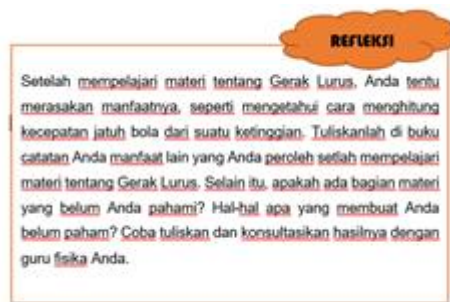 REFLEKSI
Setelah mempelajari materi tentang Gerak Lurus, Anda tentu
merasakan manfaatnya, seperti mengetahui cara menghitung
kecepatan jatuh bola dari suatu ketinggian. Tuliskanlah di buku
catatan Anda manfaat lain yang Anda peroleh setlah mempelajari
materi tentang Gerak Lurus. Selain itu, apakah ada bagian materi
yang belum Anda pahami? Hal-hal apa yang membuat Anda
belum paham? Coba tuliskan dan konsultasikan hasilnya dengan
guru fisika Anda.